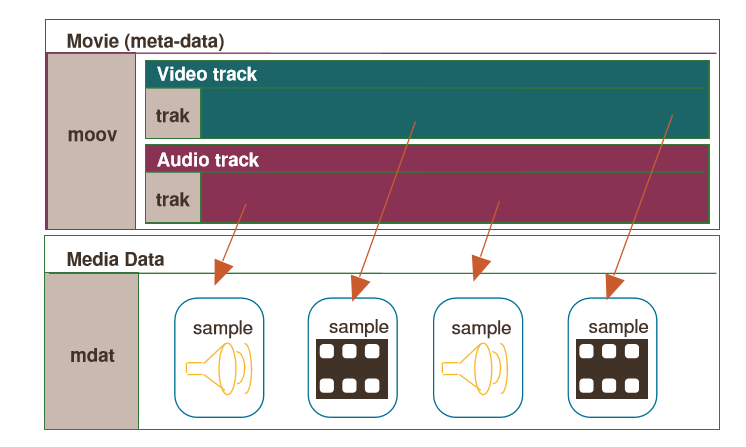 Movie (meta-data)
moov
Video track
trak
Audio track
trak
Media Data
mdat
sample
sample
sample
sample